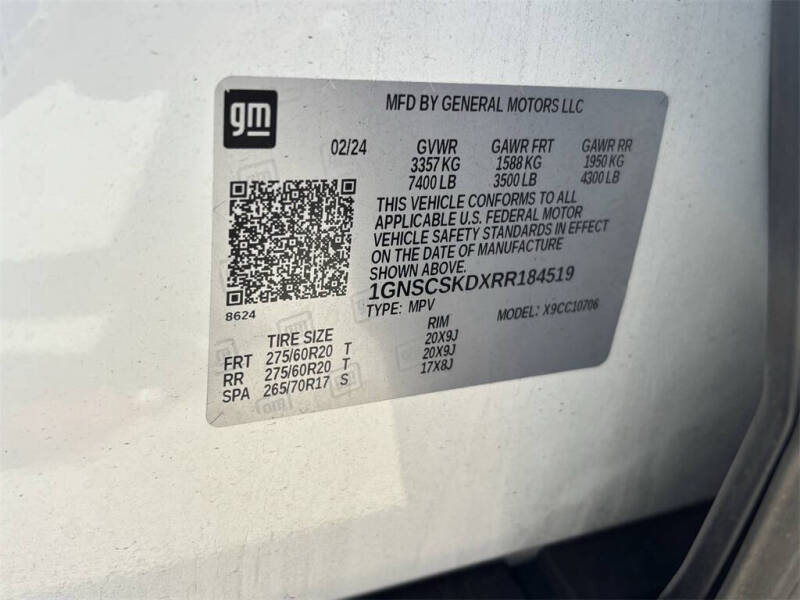 gm
MFD BY GENERAL MOTORS LLC
02/24 GVWR GAWR FRT GAWR RR
3357 KG 1588 KG 1950 KG
7400 LB 3500 LB 4300 LB
THIS VEHICLE CONFORMS TO ALL
APPLICABLE U.S. FEDERAL MOTOR
VEHICLE SAFETY STANDARDS IN EFFECT
ON THE DATE OF MANUFACTURE
SHOWN ABOVE.
1GNSCSKDXRR184519
TYPE: MPV MODEL: X9CC10706
8624
TIRE SIZE RIM
FRT 275/60R20 T 20X9J
RR 275/60R20 T 20X9J
SPA 265/70R17 S 17X8J